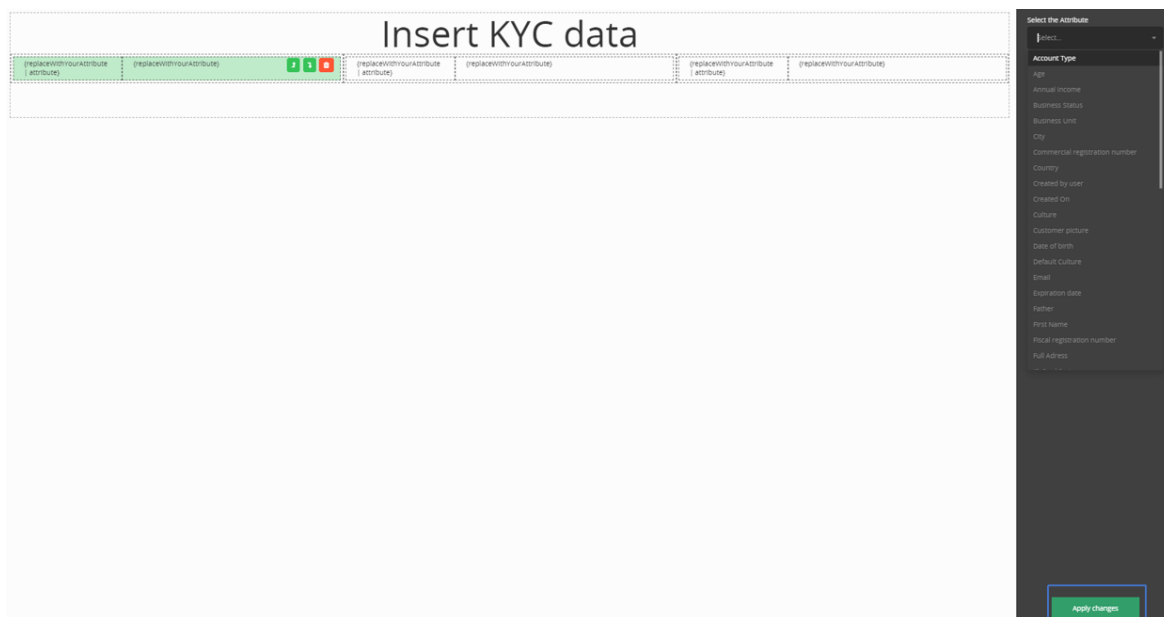 Insert KYC data
{replaceWithYourAttribute
| attribute}
{replaceWithYourAttribute}
{replaceWithYourAttribute
| attribute}
{replaceWithYourAttribute}
{replaceWithYourAttribute
| attribute}
{replaceWithYourAttribute}
Select the Attribute
Select...
Account Type
Age
Annual income
Business Status
Business Unit
City
Commercial registration number
Country
Created by user
Created On
Culture
Customer picture
Date of birth
Default Culture
Email
Expiration date
Father
First Name
Fiscal registration number
Full Adress
Apply changes